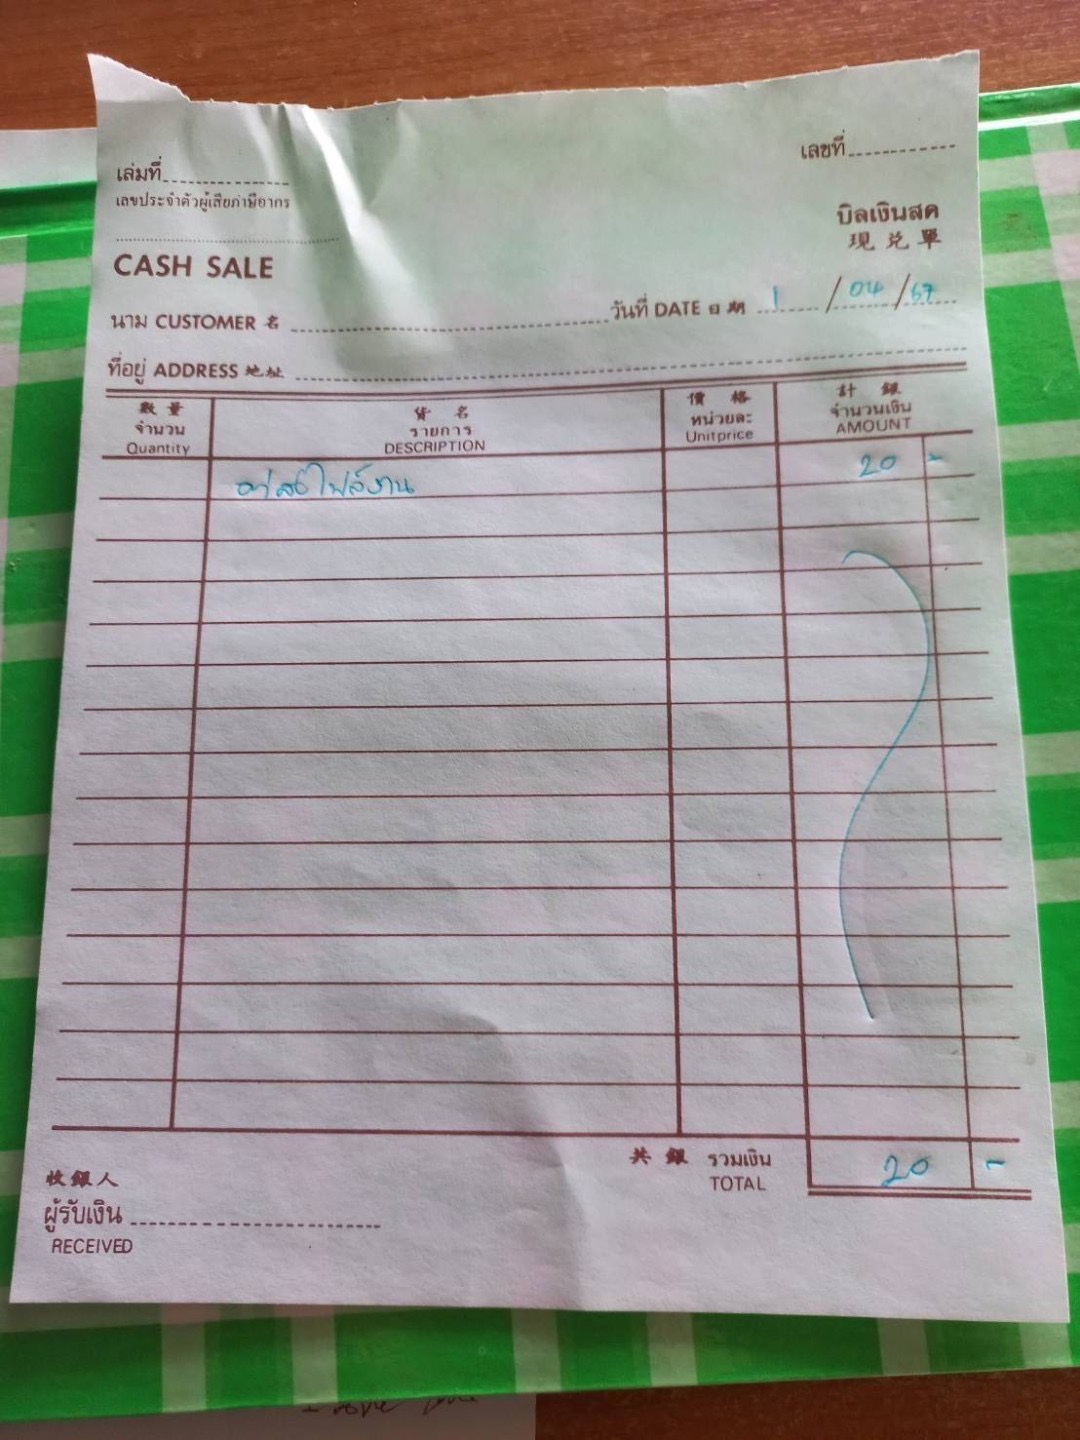 เล่มที่
เลขที่
เลขประจำตัวผู้เสียภาษีอากร
บิลเงินสด
現兑單
CASH SALE
นาม CUSTOMER 名
วันที่ DATE 日期 1 / 04 / 67
ที่อยู่ ADDRESS 地址
數量 貨名 價格 計銀
จำนวน รายการ หน่วยละ จำนวนเงิน
Quantity DESCRIPTION Unitprice AMOUNT
ค่าส่งไฟล์งาน 20 -
共銀 รวมเงิน 20 -
TOTAL
收銀人
ผู้รับเงิน
RECEIVED